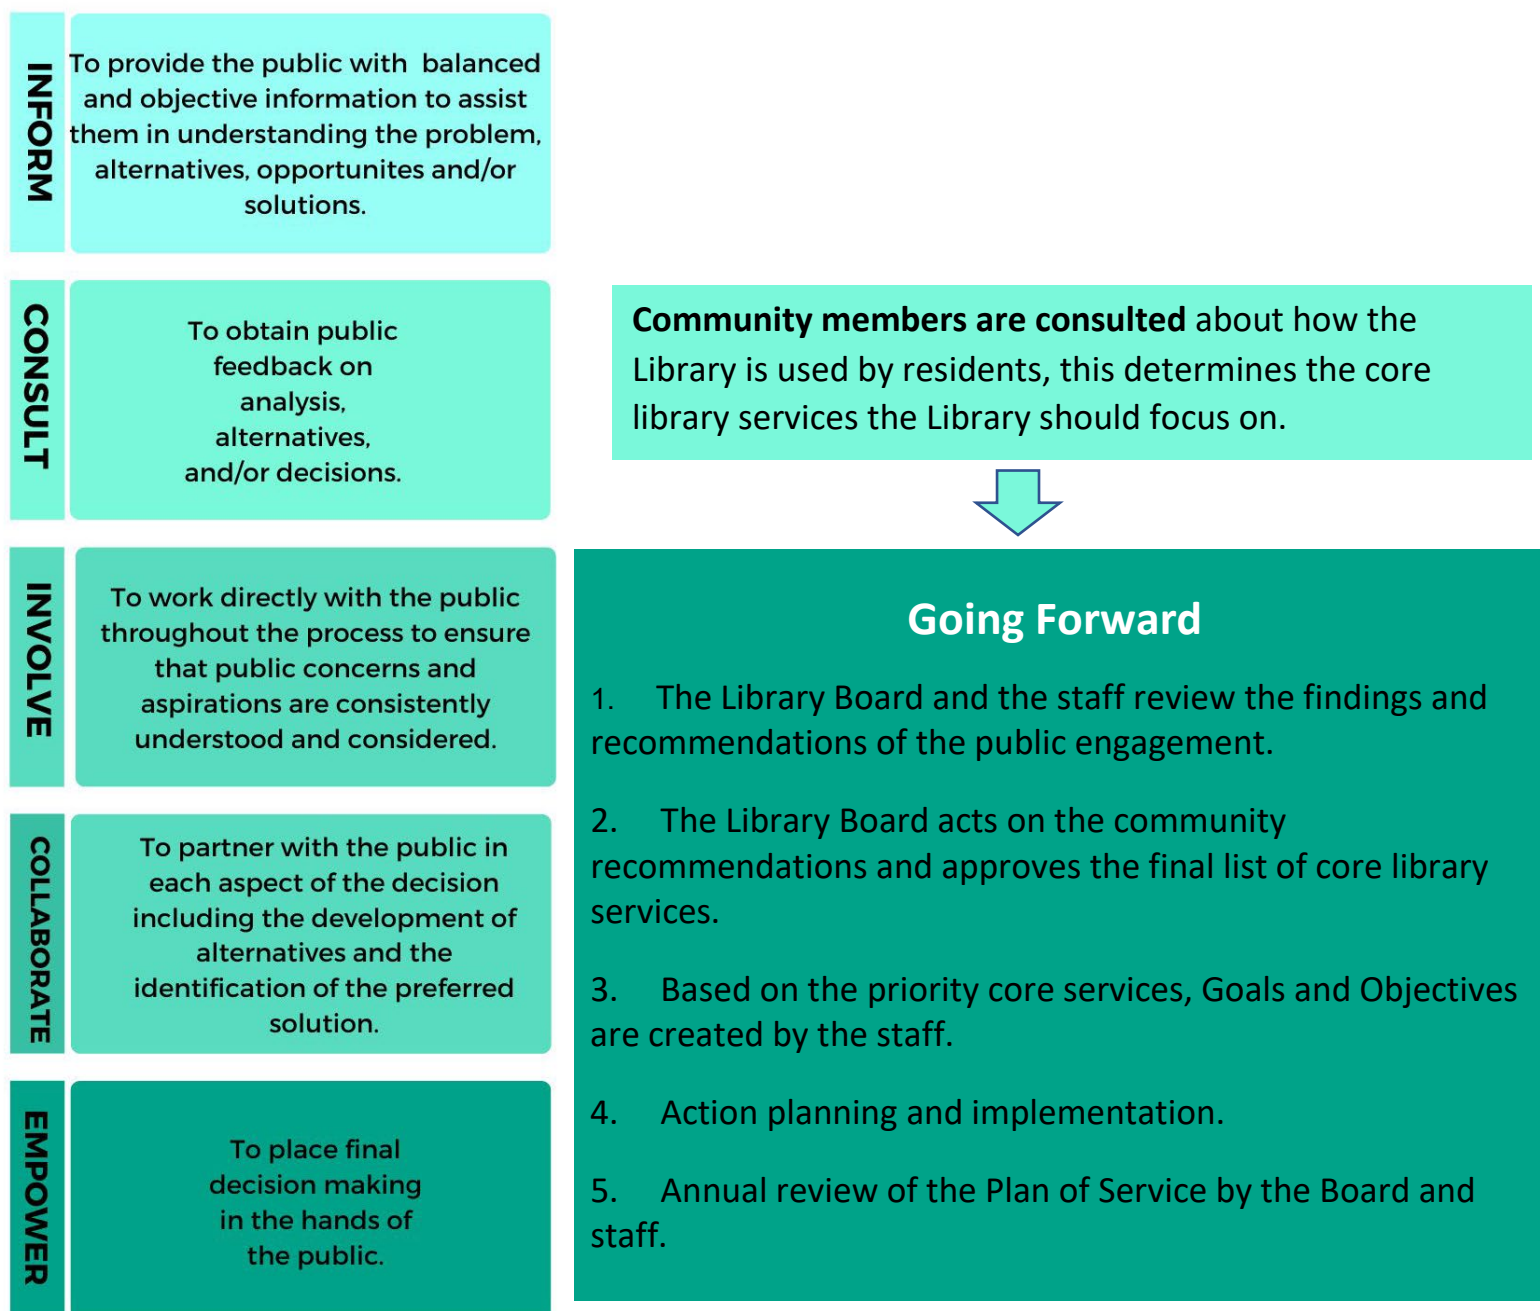 INFORM
To provide the public with balanced
and objective information to assist
them in understanding the problem,
alternatives, opportunites and/or
solutions.
CONSULT
To obtain public
feedback on
analysis,
alternatives,
and/or decisions.
INVOLVE
To work directly with the public
throughout the process to ensure
that public concerns and
aspirations are consistently
understood and considered.
COLLABORATE
To partner with the public in
each aspect of the decision
including the development of
alternatives and the
identification of the preferred
solution.
EMPOWER
To place final
decision making
in the hands of
the public.
Community members are consulted about how the
Library is used by residents, this determines the core
library services the Library should focus on.
Going Forward
1. The Library Board and the staff review the findings and
recommendations of the public engagement.
2. The Library Board acts on the community
recommendations and approves the final list of core library
services.
3. Based on the priority core services, Goals and Objectives
are created by the staff.
4. Action planning and implementation.
5. Annual review of the Plan of Service by the Board and
staff.